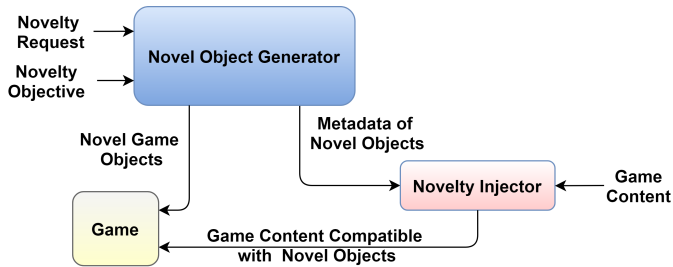 Novelty
Request
Novelty
Objective
Novel Object Generator
Novel Game
Objects
Metadata of
Novel Objects
Novelty Injector
Game
Content
Game
Game Content Compatible
with Novel Objects